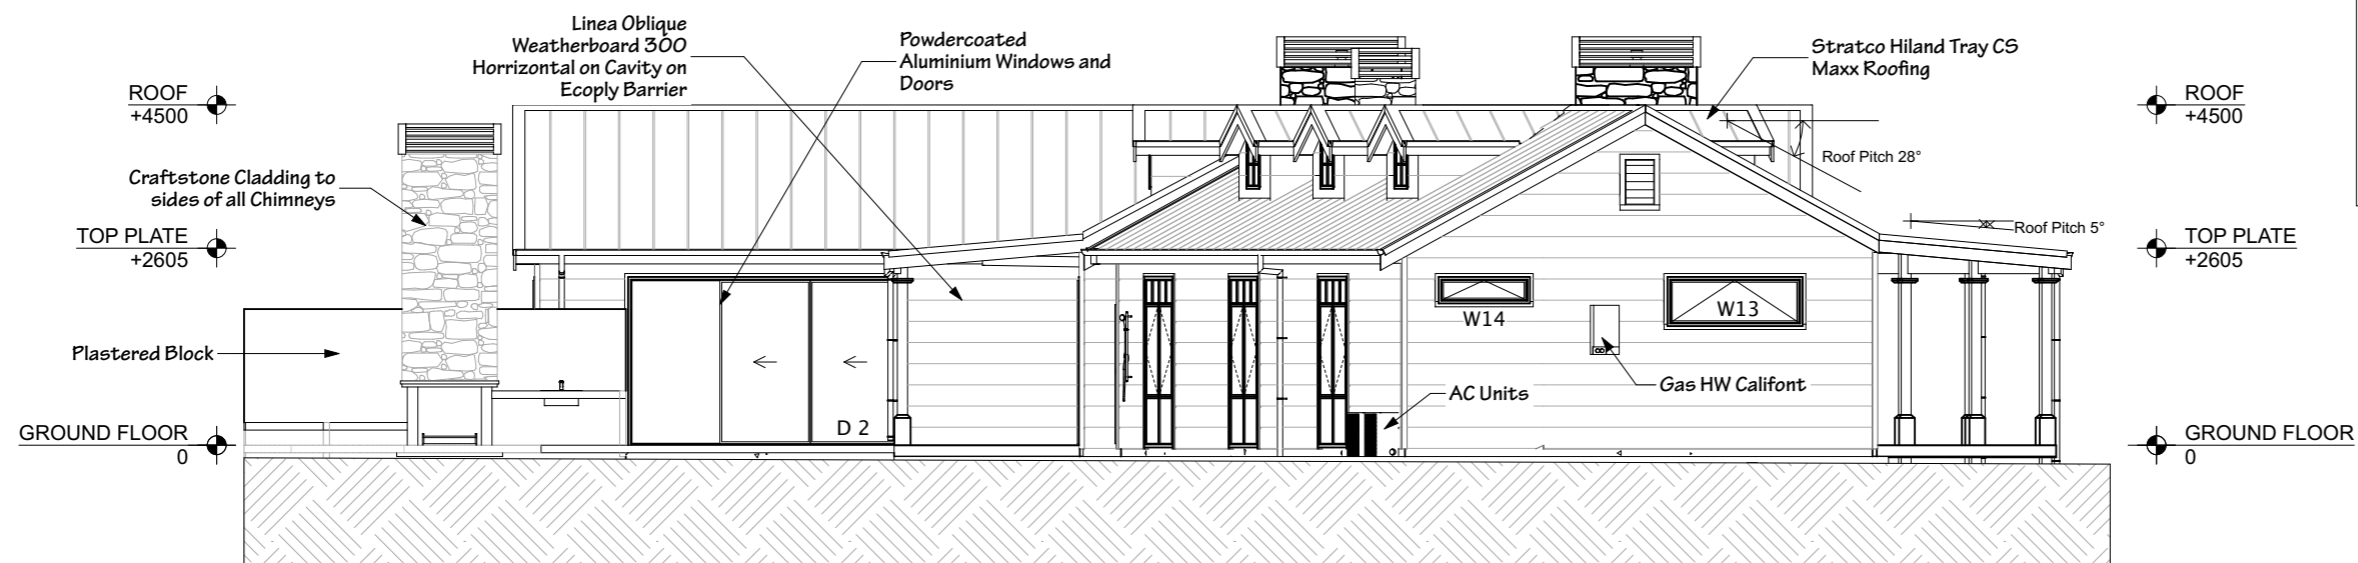 Linea Oblique
Weatherboard 300
Horrizontal on Cavity on
Ecoply Barrier
Powdercoated
Aluminium Windows and
Doors
Stratco Hiland Tray CS
Maxx Roofing
ROOF
+4500
ROOF
+4500
Roof Pitch 28°
Craftstone Cladding to
sides of all Chimneys
TOP PLATE
+2605
Roof Pitch 5°
TOP PLATE
+2605
W14
W13
Plastered Block
Gas HW Califont
AC Units
D 2
GROUND FLOOR
0
GROUND FLOOR
0